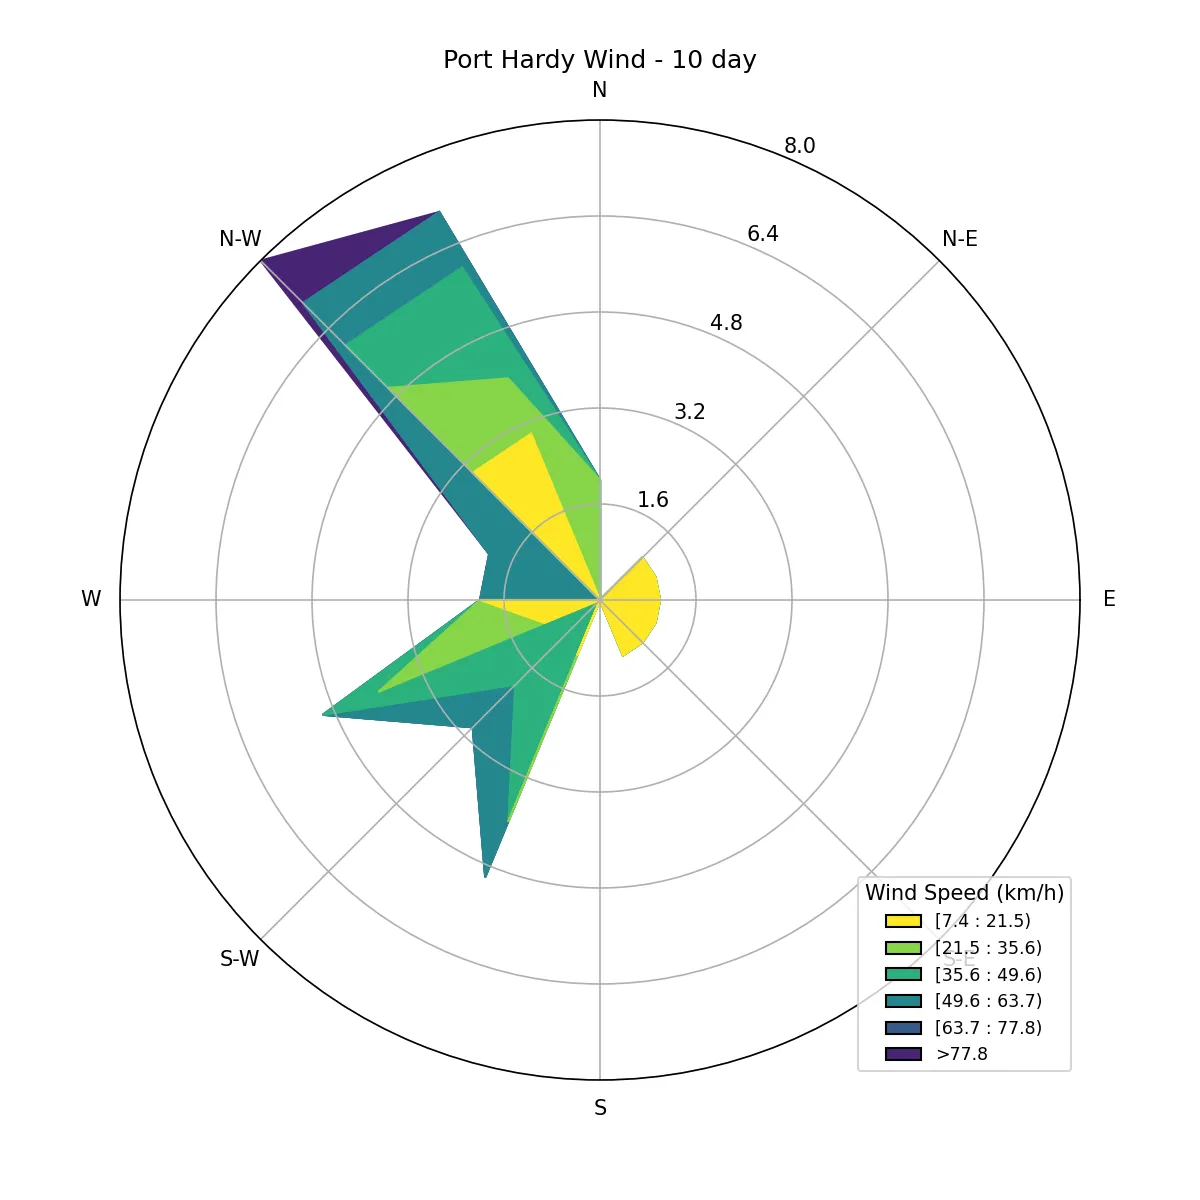 Port Hardy Wind - 10 day
N
8.0
N-W
6.4
N-E
4.8
3.2
1.6
W
E
Wind Speed (km/h)
[7.4 : 21.5)
[21.5 : 35.6)
S-W
S-E
[35.6 : 49.6)
[49.6 : 63.7)
[63.7 : 77.8)
>77.8
S